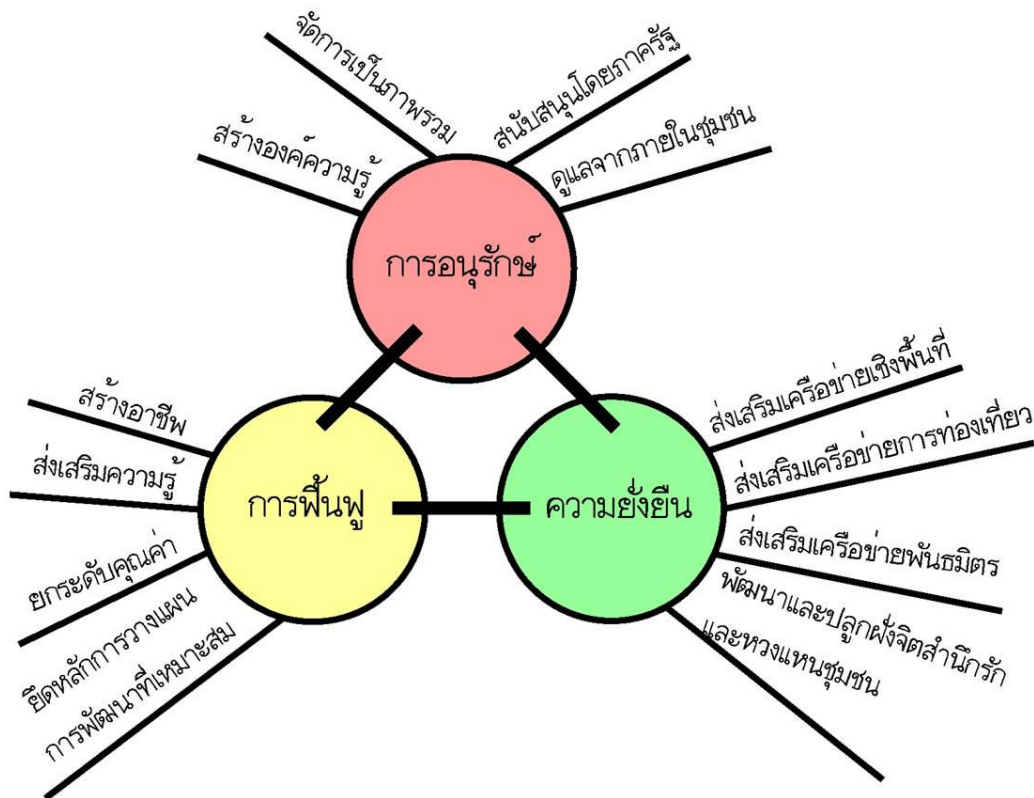 จัดการเป็นภาพรวม
สร้างองค์ความรู้
สนับสนุนโดยภาครัฐ
ดูแลจากภายในชุมชน
การอนุรักษ์
สร้างอาชีพ
ส่งเสริมความรู้
ยกระดับคุณค่า
ยึดหลักการวางแผน
การพัฒนาที่เหมาะสม
การฟื้นฟู
ความยั่งยืน
ส่งเสริมเครือข่ายเชิงพื้นที่
ส่งเสริมเครือข่ายการท่องเที่ยว
ส่งเสริมเครือข่ายพันธมิตร
พัฒนาและปลูกฝังจิตสำนึกรัก
และหวงแหนชุมชน